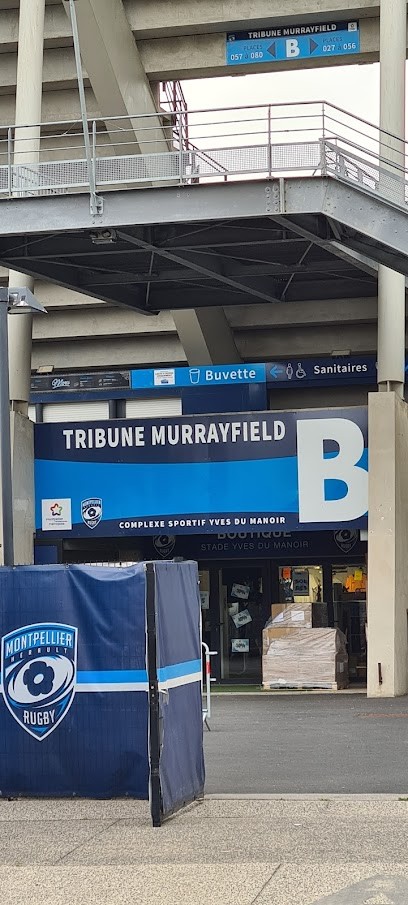 TRIBUNE MURRAYFIELD
PLACES
057 À 080
B
PLACES
027 À 056
Buvette
Sanitaires
TRIBUNE MURRAYFIELD
B
COMPLEXE SPORTIF YVES DU MANOIR
BOUTIQUE
STADE YVES DU MANOIR
MONTPELLIER
HERAULT
RUGBY